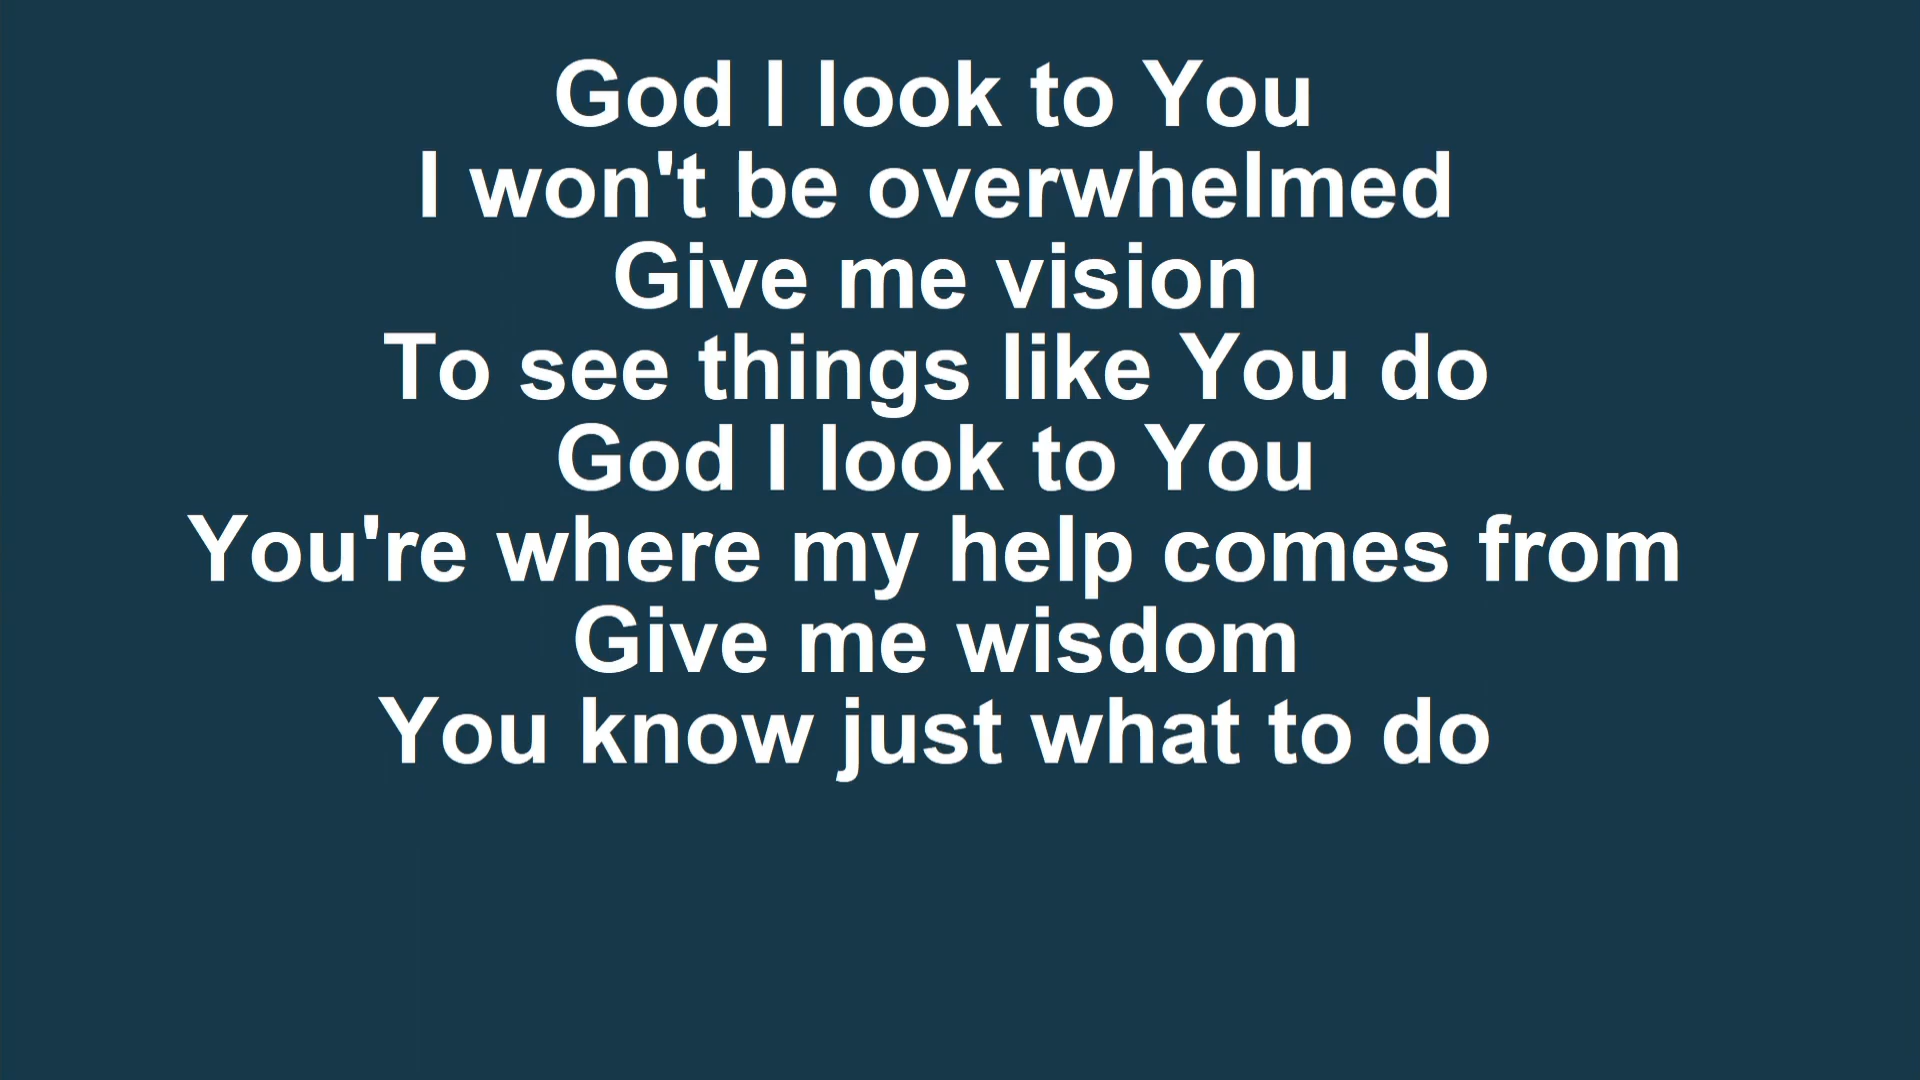 God I look to You
I won't be overwhelmed
Give me vision
To see things like You do
God I look to You
You're where my help comes from
Give me wisdom
You know just what to do